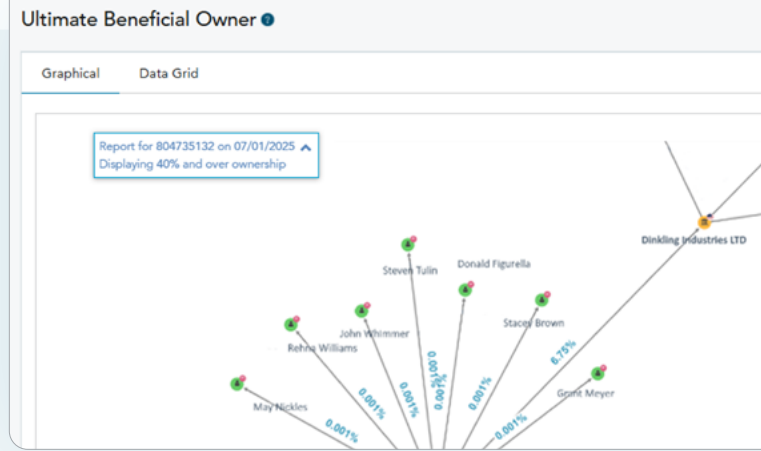 Ultimate Beneficial Owner ?
Graphical
Data Grid
Report for 804735132 on 07/01/2025
Displaying 40% and over ownership
Dinkling Industries LTD
Steven Tulin
Donald Figurella
Stacey Brown
John Whimmer
Rehna Williams
May Nickles
Grant Meyer
6.75%
0.001%
0.001%
0.001%
0.001%
0.001%
0.001%
0.001%